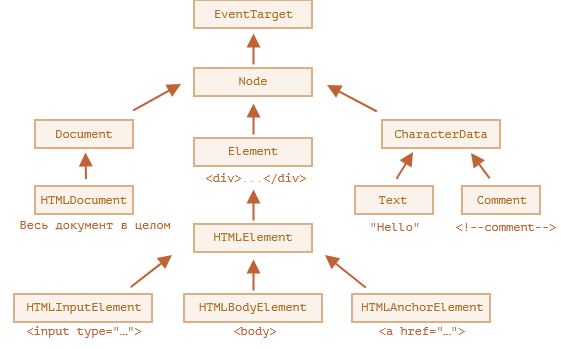 EventTarget
Node
Document
Element
CharacterData
<div>...</div>
HTMLDocument
Text
Comment
Весь документ в целом
"Hello"
<!--comment-->
HTMLElement
HTMLInputElement
HTMLBodyElement
HTMLAnchorElement
<input type="…">
<body>
<a href="…">